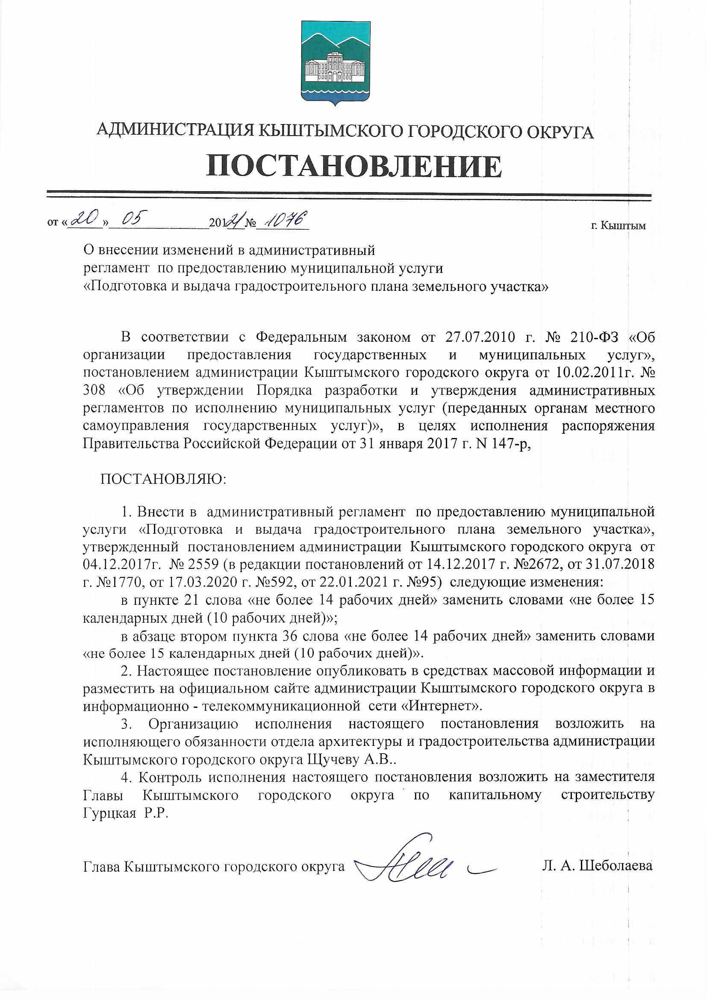 АДМИНИСТРАЦИЯ КЫШТЫМСКОГО ГОРОДСКОГО ОКРУГА
ПОСТАНОВЛЕНИЕ
от «20» 05 2021 № 1076 г. Кыштым
О внесении изменений в административный
регламент по предоставлению муниципальной услуги
«Подготовка и выдача градостроительного плана земельного участка»
В соответствии с Федеральным законом от 27.07.2010 г. № 210-ФЗ «Об
организации предоставления государственных и муниципальных услуг»,
постановлением администрации Кыштымского городского округа от 10.02.2011г. №
308 «Об утверждении Порядка разработки и утверждения административных
регламентов по исполнению муниципальных услуг (переданных органам местного
самоуправления государственных услуг)», в целях исполнения распоряжения
Правительства Российской Федерации от 31 января 2017 г. N 147-р,
ПОСТАНОВЛЯЮ:
1. Внести в административный регламент по предоставлению муниципальной
услуги «Подготовка и выдача градостроительного плана земельного участка»,
утвержденный постановлением администрации Кыштымского городского округа от
04.12.2017г. № 2559 (в редакции постановлений от 14.12.2017 г. №2672, от 31.07.2018
г. №1770, от 17.03.2020 г. №592, от 22.01.2021 г. №95) следующие изменения:
в пункте 21 слова «не более 14 рабочих дней» заменить словами «не более 15
календарных дней (10 рабочих дней)»;
в абзаце втором пункта 36 слова «не более 14 рабочих дней» заменить словами
«не более 15 календарных дней (10 рабочих дней)».
2. Настоящее постановление опубликовать в средствах массовой информации и
разместить на официальном сайте администрации Кыштымского городского округа в
информационно - телекоммуникационной сети «Интернет».
3. Организацию исполнения настоящего постановления возложить на
исполняющего обязанности отдела архитектуры и градостроительства администрации
Кыштымского городского округа Щучеву А.В..
4. Контроль исполнения настоящего постановления возложить на заместителя
Главы Кыштымского городского округа по капитальному строительству
Гурцкая Р.Р.
Глава Кыштымского городского округа Л. А. Шеболаева